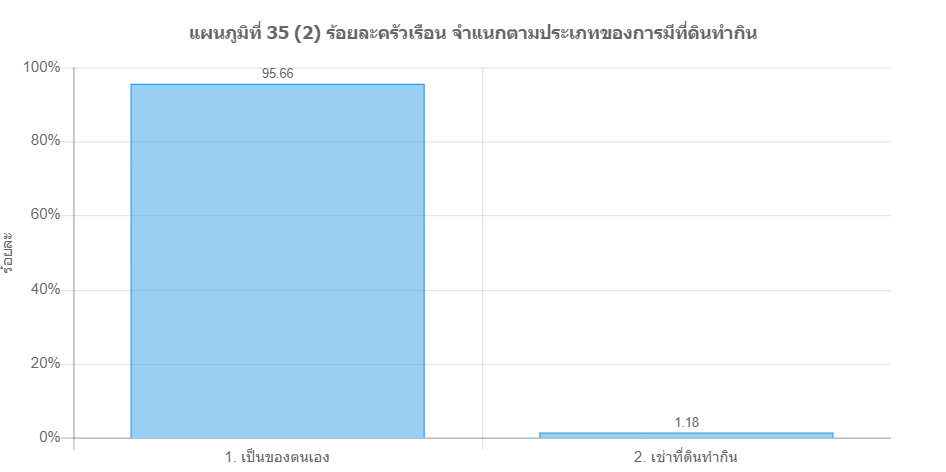 แผนภูมิที่ 35 (2) ร้อยละครัวเรือน จำแนกตามประเภทของการมีที่ดินทำกิน
100%
95.66
80%
60%
ร้อยละ
40%
20%
1.18
0%
1. เป็นของตนเอง
2. เช่าที่ดินทำกิน